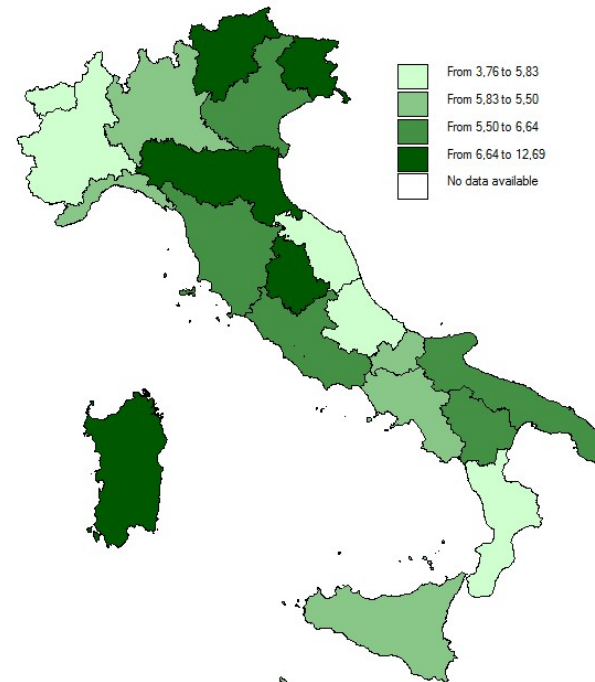 From 3,76 to 5,83
From 5,83 to 5,50
From 5,50 to 6,64
From 6,64 to 12,69
No data available